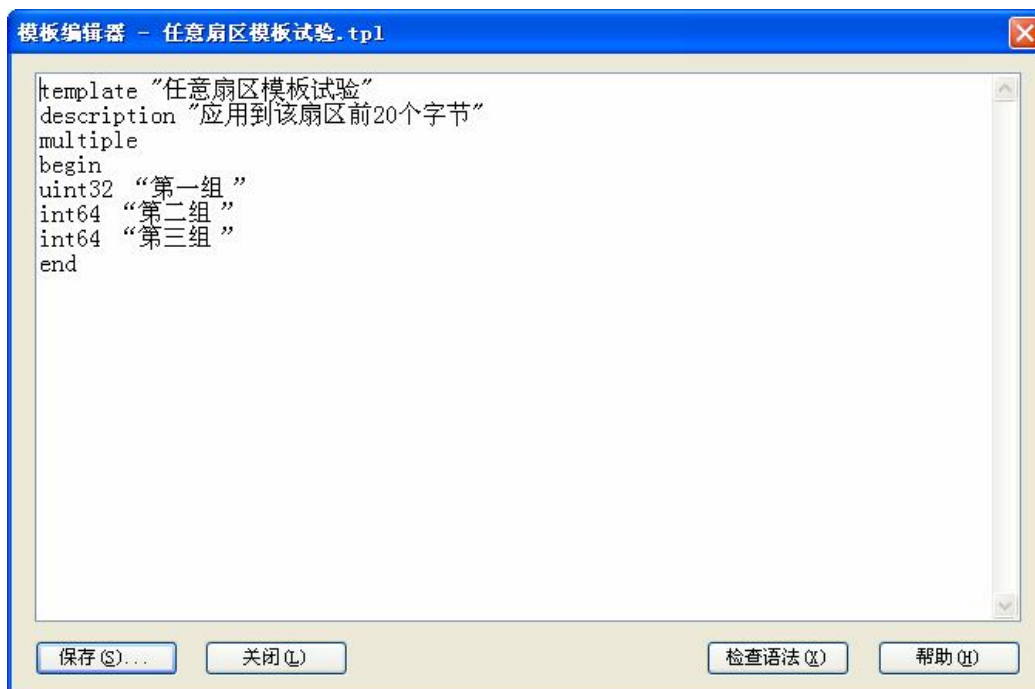 模板编辑器 - 任意扇区模板试验.tpl
template "任意扇区模板试验"
description "应用到该扇区前20个字节"
multiple
begin
uint32 “第一组 ”
int64 “第二组 ”
int64 “第三组 ”
end
保存(S)... 关闭(L) 检查语法(X) 帮助(H)